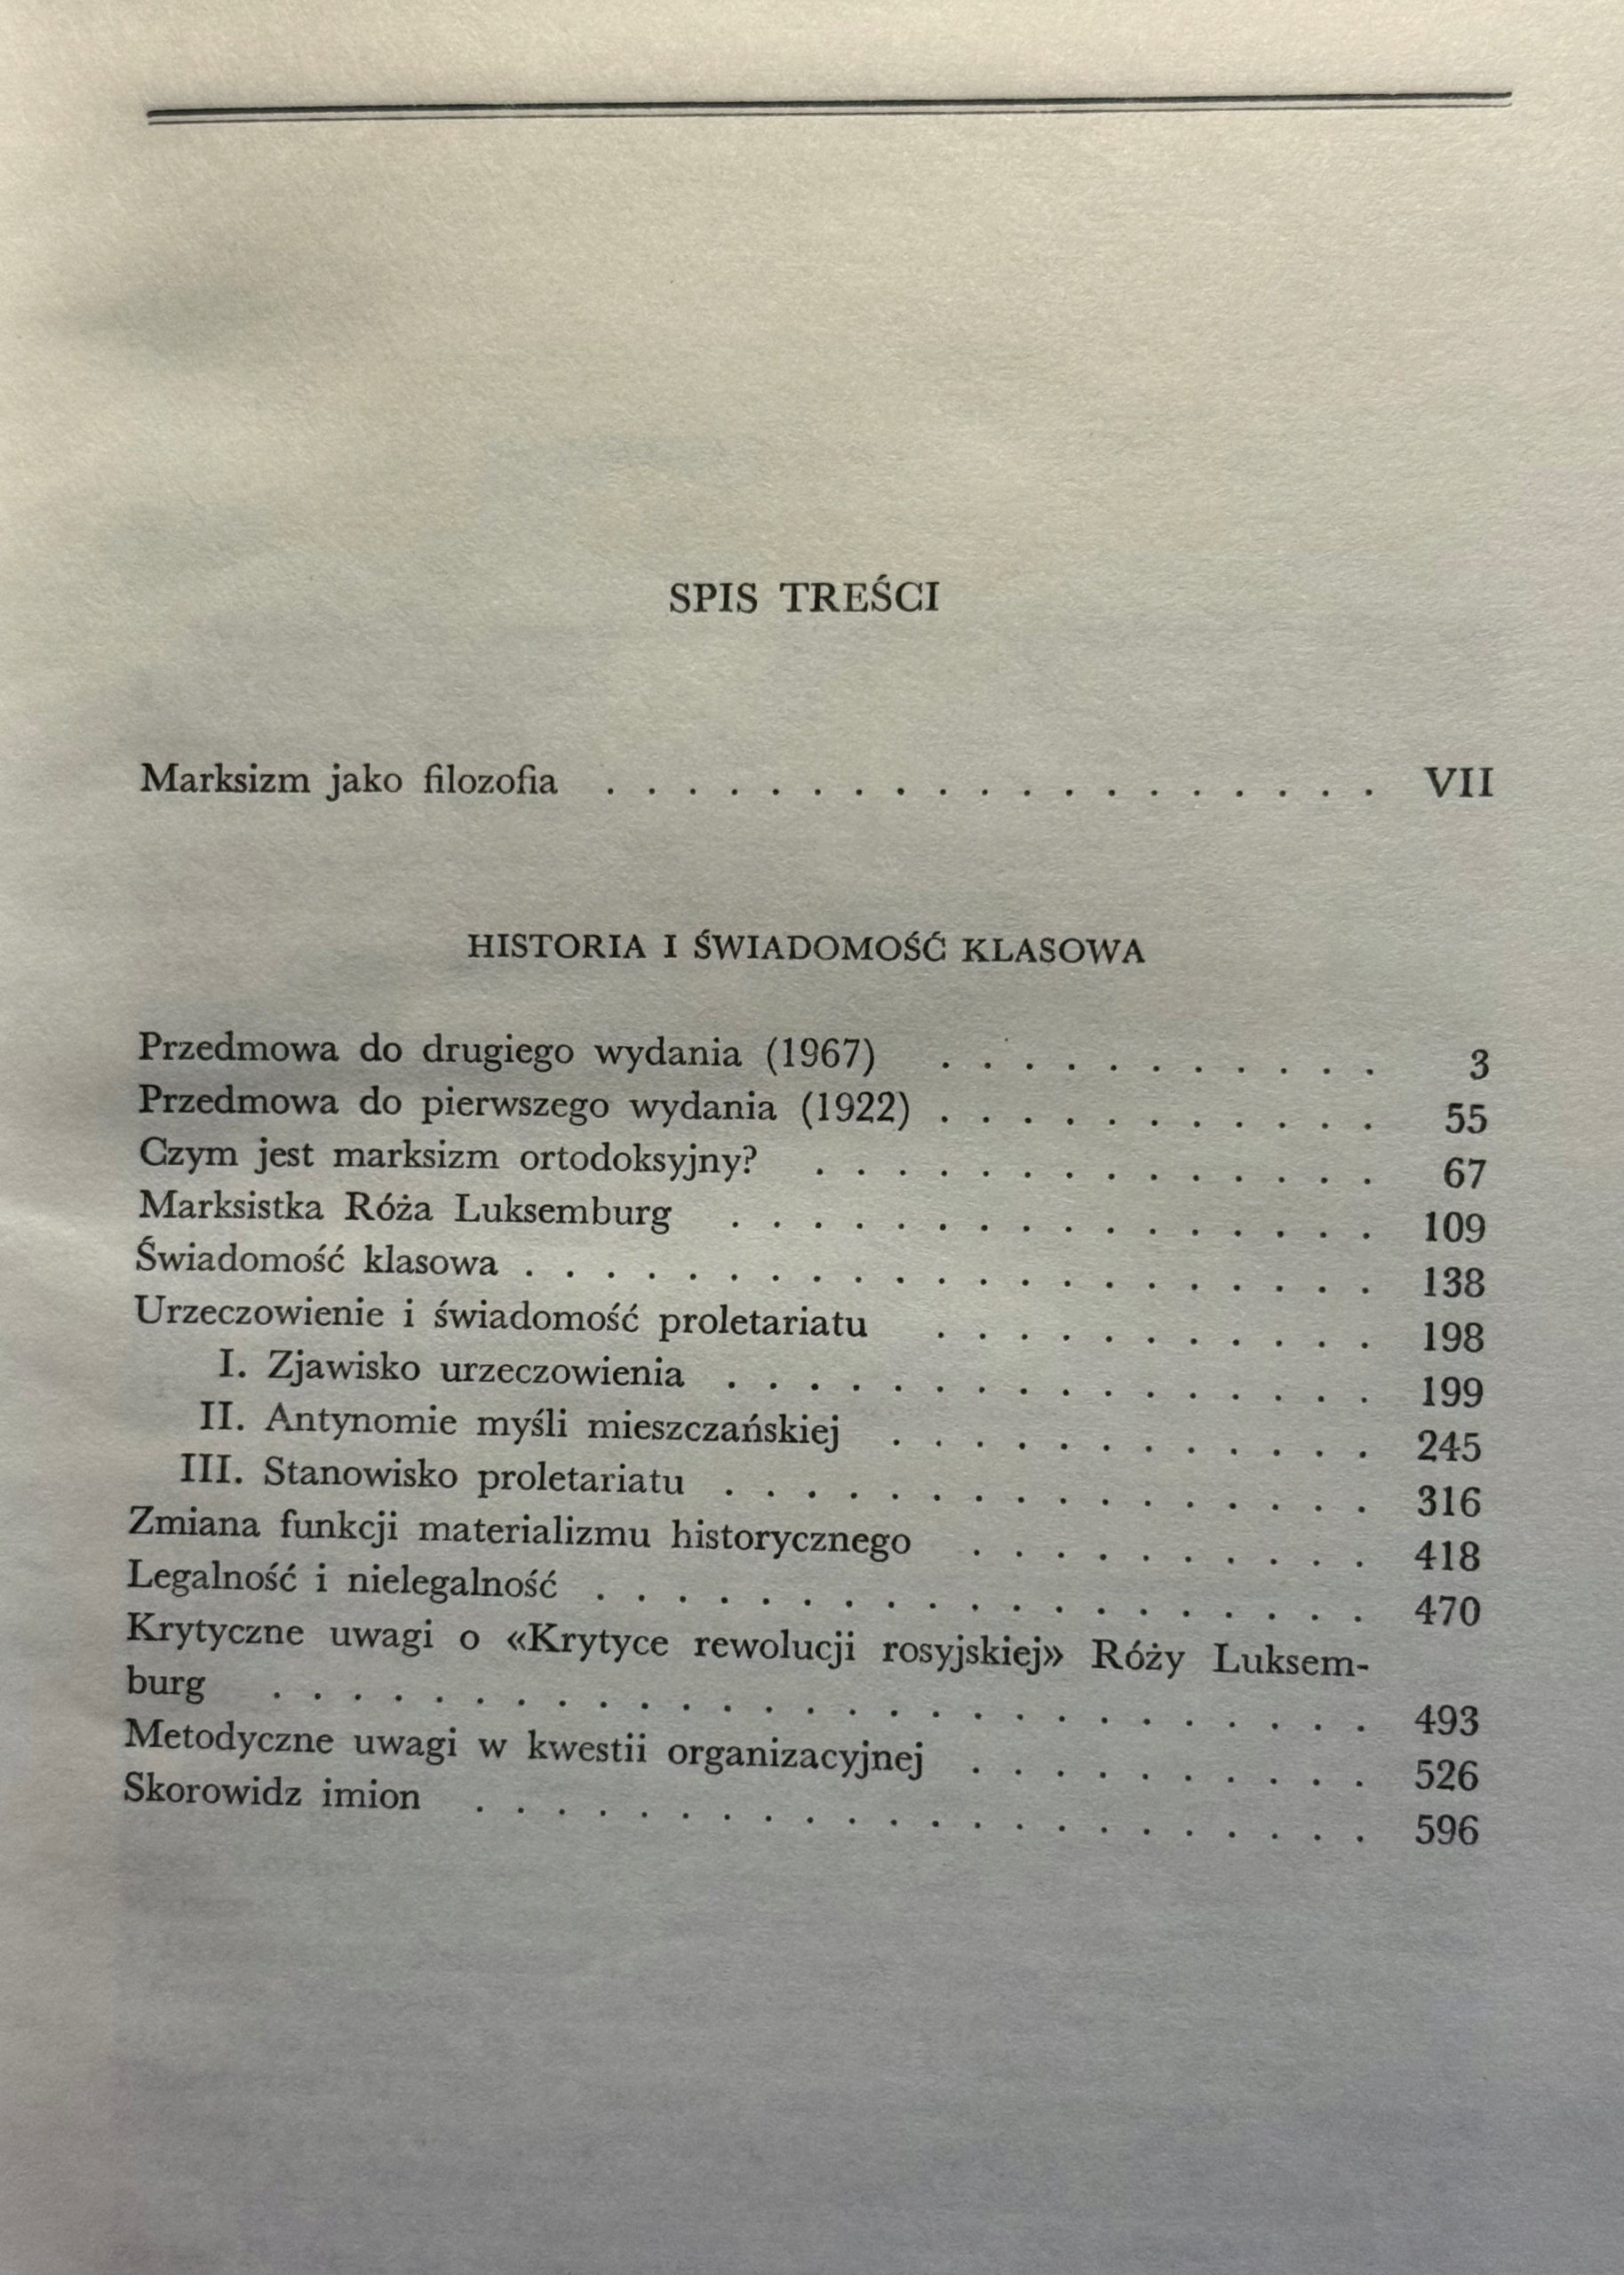 SPIS TREŚCI
Marksizm jako filozofia . . . . . . . . . . . . . . . . . . . VII
HISTORIA I ŚWIADOMOŚĆ KLASOWA
Przedmowa do drugiego wydania (1967) . . . . . . . . . . . 3
Przedmowa do pierwszego wydania (1922) . . . . . . . . . . . 55
Czym jest marksizm ortodoksyjny? . . . . . . . . . . . . . . 67
Marksistka Róża Luksemburg . . . . . . . . . . . . . . . . 109
Świadomość klasowa . . . . . . . . . . . . . . . . . . . . . 138
Urzeczowienie i świadomość proletariatu . . . . . . . . . . . 198
I. Zjawisko urzeczowienia . . . . . . . . . . . . . . . . 199
II. Antynomie myśli mieszczańskiej . . . . . . . . . . . . 245
III. Stanowisko proletariatu . . . . . . . . . . . . . . . . 316
Zmiana funkcji materializmu historycznego . . . . . . . . . . 418
Legalność i nielegalność . . . . . . . . . . . . . . . . . . . 470
Krytyczne uwagi o «Krytyce rewolucji rosyjskiej» Róży Luksem-
burg . . . . . . . . . . . . . . . . . . . . . . . . . . . 493
Metodyczne uwagi w kwestii organizacyjnej . . . . . . . . . . 526
Skorowidz imion . . . . . . . . . . . . . . . . . . . . . . 596